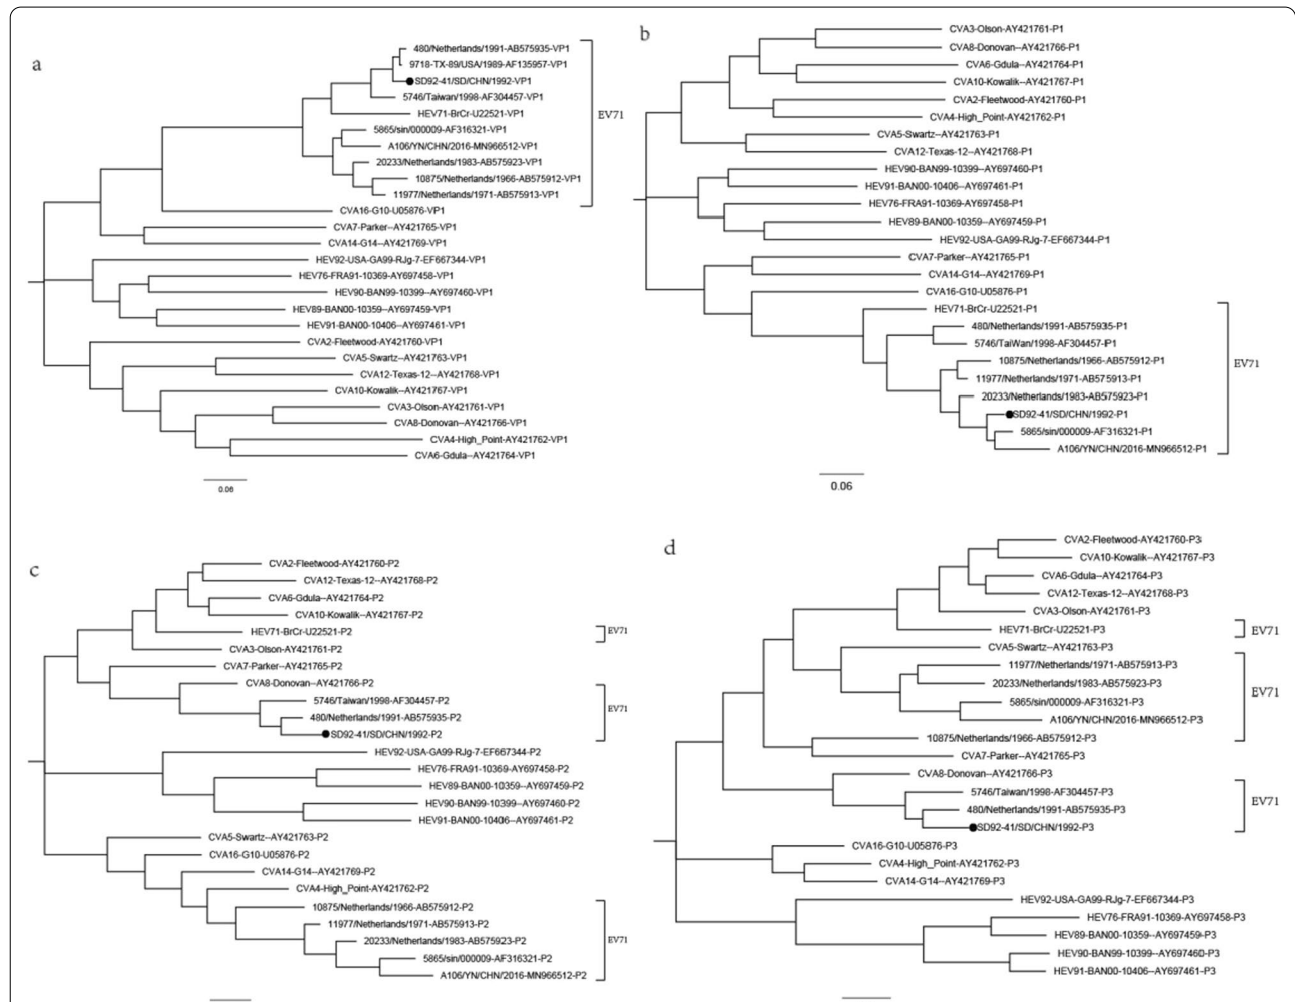 a
480/Netherlands/1991-AB575935-VP1
9718-TX-89/USA/1989-AF135957-VP1
SD92-41/SD/CHN/1992-VP1
5746/Taiwan/1998-AF304457-VP1
HEV71-BrCr-U22521-VP1
EV71
5865/sin/000009-AF316321-VP1
A106/YN/CHN/2016-MN966512-VP1
20233/Netherlands/1983-AB575923-VP1
10875/Netherlands/1966-AB575912-VP1
11977/Netherlands/1971-AB575913-VP1
CVA16-G10-U05876-VP1
CVA7-Parker--AY421765-VP1
CVA14-G14--AY421769-VP1
HEV92-USA-GA99-RJg-7-EF667344-VP1
HEV76-FRA91-10369-AY697458-VP1
HEV90-BAN99-10399--AY697460-VP1
HEV89-BAN00-10359--AY697459-VP1
HEV91-BAN00-10406--AY697461-VP1
CVA2-Fleetwood-AY421760-VP1
CVA5-Swartz--AY421763-VP1
CVA12-Texas-12--AY421768-VP1
CVA10-Kowalik--AY421767-VP1
CVA3-Olson-AY421761-VP1
CVA8-Donovan--AY421766-VP1
CVA4-High_Point-AY421762-VP1
CVA6-Gdula--AY421764-VP1
0.06
b
CVA3-Olson-AY421761-P1
CVA8-Donovan--AY421766-P1
CVA6-Gdula--AY421764-P1
CVA10-Kowalik--AY421767-P1
CVA2-Fleetwood-AY421760-P1
CVA4-High_Point-AY421762-P1
CVA5-Swartz--AY421763-P1
CVA12-Texas-12--AY421768-P1
HEV90-BAN99-10399--AY697460-P1
HEV91-BAN00-10406--AY697461-P1
HEV76-FRA91-10369-AY697458-P1
HEV89-BAN00-10359--AY697459-P1
HEV92-USA-GA99-RJg-7-EF667344-P1
CVA7-Parker--AY421765-P1
CVA14-G14--AY421769-P1
CVA16-G10-U05876-P1
HEV71-BrCr-U22521-P1
480/Netherlands/1991-AB575935-P1
5746/TaiWan/1998-AF304457-P1
10875/Netherlands/1966-AB575912-P1
EV71
11977/Netherlands/1971-AB575913-P1
20233/Netherlands/1983-AB575923-P1
SD92-41/SD/CHN/1992-P1
5865/sin/000009-AF316321-P1
A106/YN/CHN/2016-MN966512-P1
0.06
c
CVA2-Fleetwood-AY421760-P2
CVA12-Texas-12--AY421768-P2
CVA6-Gdula--AY421764-P2
CVA10-Kowalik--AY421767-P2
HEV71-BrCr-U22521-P2
EV71
CVA3-Olson-AY421761-P2
CVA7-Parker--AY421765-P2
CVA8-Donovan--AY421766-P2
5746/Taiwan/1998-AF304457-P2
EV71
480/Netherlands/1991-AB575935-P2
SD92-41/SD/CHN/1992-P2
HEV92-USA-GA99-RJg-7-EF667344-P2
HEV76-FRA91-10369-AY697458-P2
HEV89-BAN00-10359--AY697459-P2
HEV90-BAN99-10399--AY697460-P2
HEV91-BAN00-10406--AY697461-P2
CVA5-Swartz--AY421763-P2
CVA16-G10-U05876-P2
CVA14-G14--AY421769-P2
CVA4-High_Point-AY421762-P2
10875/Netherlands/1966-AB575912-P2
11977/Netherlands/1971-AB575913-P2
20233/Netherlands/1983-AB575923-P2
EV71
5865/sin/000009-AF316321-P2
A106/YN/CHN/2016-MN966512-P2
d
CVA2-Fleetwood-AY421760-P3
CVA10-Kowalik--AY421767-P3
CVA6-Gdula--AY421764-P3
CVA12-Texas-12--AY421768-P3
CVA3-Olson-AY421761-P3
HEV71-BrCr-U22521-P3
EV71
CVA5-Swartz--AY421763-P3
11977/Netherlands/1971-AB575913-P3
20233/Netherlands/1983-AB575923-P3
EV71
5865/sin/000009-AF316321-P3
A106/YN/CHN/2016-MN966512-P3
10875/Netherlands/1966-AB575912-P3
CVA7-Parker--AY421765-P3
CVA8-Donovan--AY421766-P3
5746/Taiwan/1998-AF304457-P3
480/Netherlands/1991-AB575935-P3
EV71
SD92-41/SD/CHN/1992-P3
CVA16-G10-U05876-P3
CVA4-High_Point-AY421762-P3
CVA14-G14--AY421769-P3
HEV92-USA-GA99-RJg-7-EF667344-P3
HEV76-FRA91-10369-AY697458-P3
HEV89-BAN00-10359--AY697459-P3
HEV90-BAN99-10399--AY697460-P3
HEV91-BAN00-10406--AY697461-P3